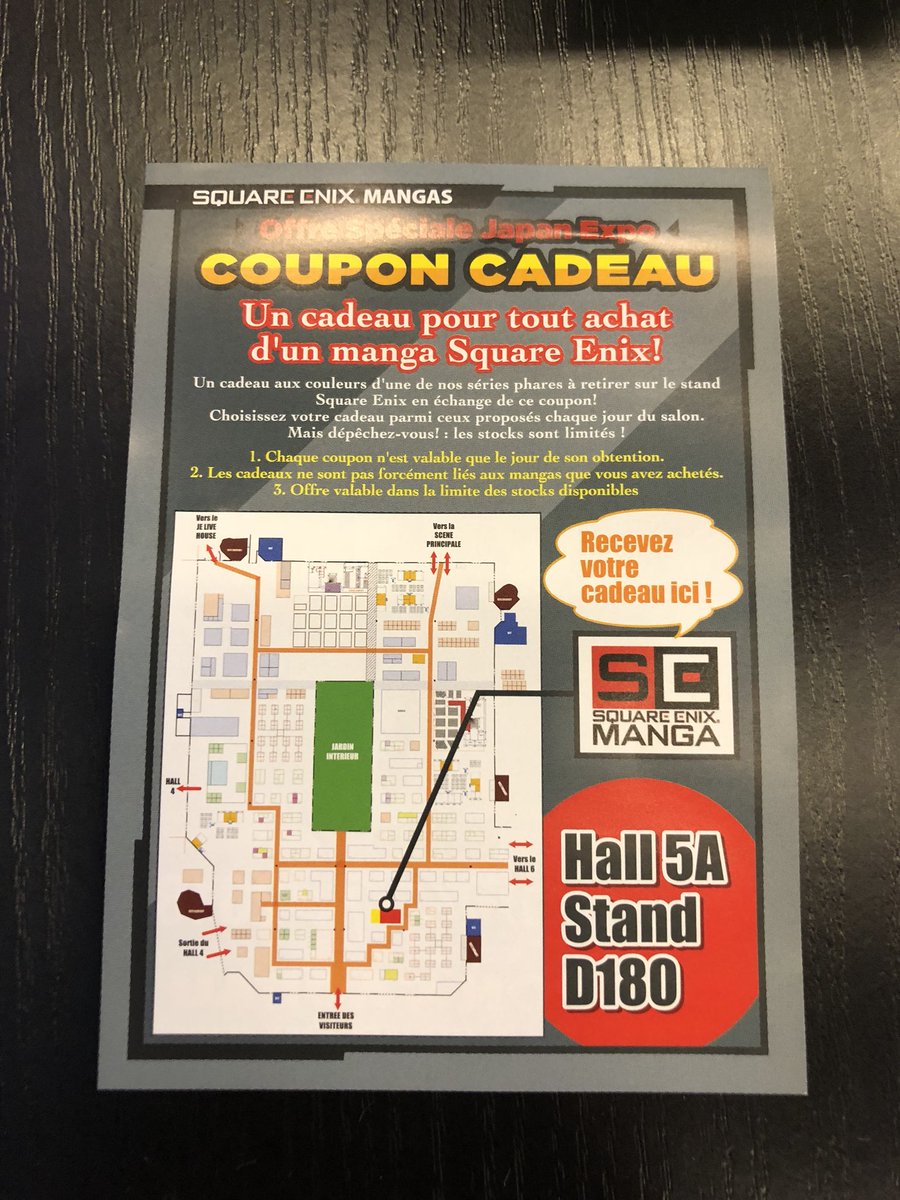 SQUARE ENIX® MANGAS
Offre Spéciale Japan Expo
COUPON CADEAU
Un cadeau pour tout achat
d'un manga Square Enix!
Un cadeau aux couleurs d'une de nos séries phares à retirer sur le stand
Square Enix en échange de ce coupon!
Choisissez votre cadeau parmi ceux proposés chaque jour du salon.
Mais dépêchez-vous! : les stocks sont limités !
1. Chaque coupon n'est valable que le jour de son obtention.
2. Les cadeaux ne sont pas forcément liés aux mangas que vous avez achetés.
3. Offre valable dans la limite des stocks disponibles
Vers le
JE LIVE
HOUSE
Vers la
SCENE
PRINCIPALE
Recevez
votre
cadeau ici !
SE
SQUARE ENIX®
MANGA
JARDIN
INTERIEUR
HALL
4
Vers le
HALL 6
Sortie du
HALL 4
ENTREE DES
VISITEURS
Hall 5A
Stand
D180